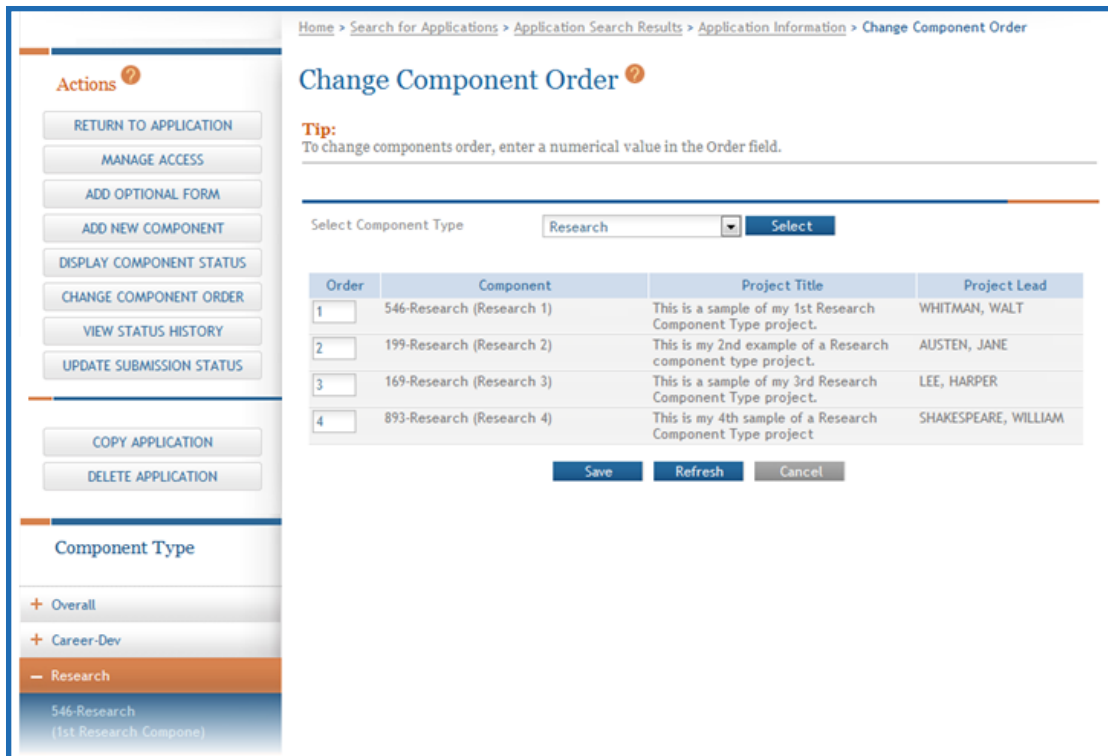 Home > Search for Applications > Application Search Results > Application Information > Change Component Order
Actions ?
RETURN TO APPLICATION
MANAGE ACCESS
ADD OPTIONAL FORM
ADD NEW COMPONENT
DISPLAY COMPONENT STATUS
CHANGE COMPONENT ORDER
VIEW STATUS HISTORY
UPDATE SUBMISSION STATUS
COPY APPLICATION
DELETE APPLICATION
Component Type
+ Overall
+ Career-Dev
– Research
546-Research
(1st Research Compone)
Change Component Order ?
Tip:
To change components order, enter a numerical value in the Order field.
Select Component Type Research Select
Order Component Project Title Project Lead
1 546-Research (Research 1) This is a sample of my 1st Research WHITMAN, WALT
Component Type project.
2 199-Research (Research 2) This is my 2nd example of a Research AUSTEN, JANE
component type project.
3 169-Research (Research 3) This is a sample of my 3rd Research LEE, HARPER
Component Type project.
4 893-Research (Research 4) This is my 4th sample of a Research SHAKESPEARE, WILLIAM
Component Type project
Save Refresh Cancel